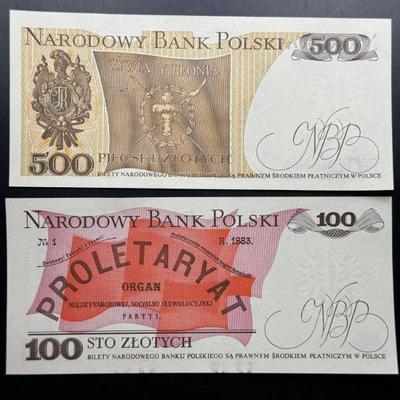 NARODOWY BANK POLSKI 500
ŻYWIĄ Y BRONIĄ
500 PIĘĆSET ZŁOTYCH
NBP
BILETY NARODOWEGO BANKU POLSKIEGO SĄ PRAWNYM ŚRODKIEM PŁATNICZYM W POLSCE
NARODOWY BANK POLSKI 100
№ 1 R. 1883.
PROLETARYAT
ORGAN
MIĘDZYNARODOWEJ, SOCYALNO-REWOLUCYJNEJ
PARTYI.
NBP
100 STO ZŁOTYCH
BILETY NARODOWEGO BANKU POLSKIEGO SĄ PRAWNYM ŚRODKIEM PŁATNICZYM W POLSCE